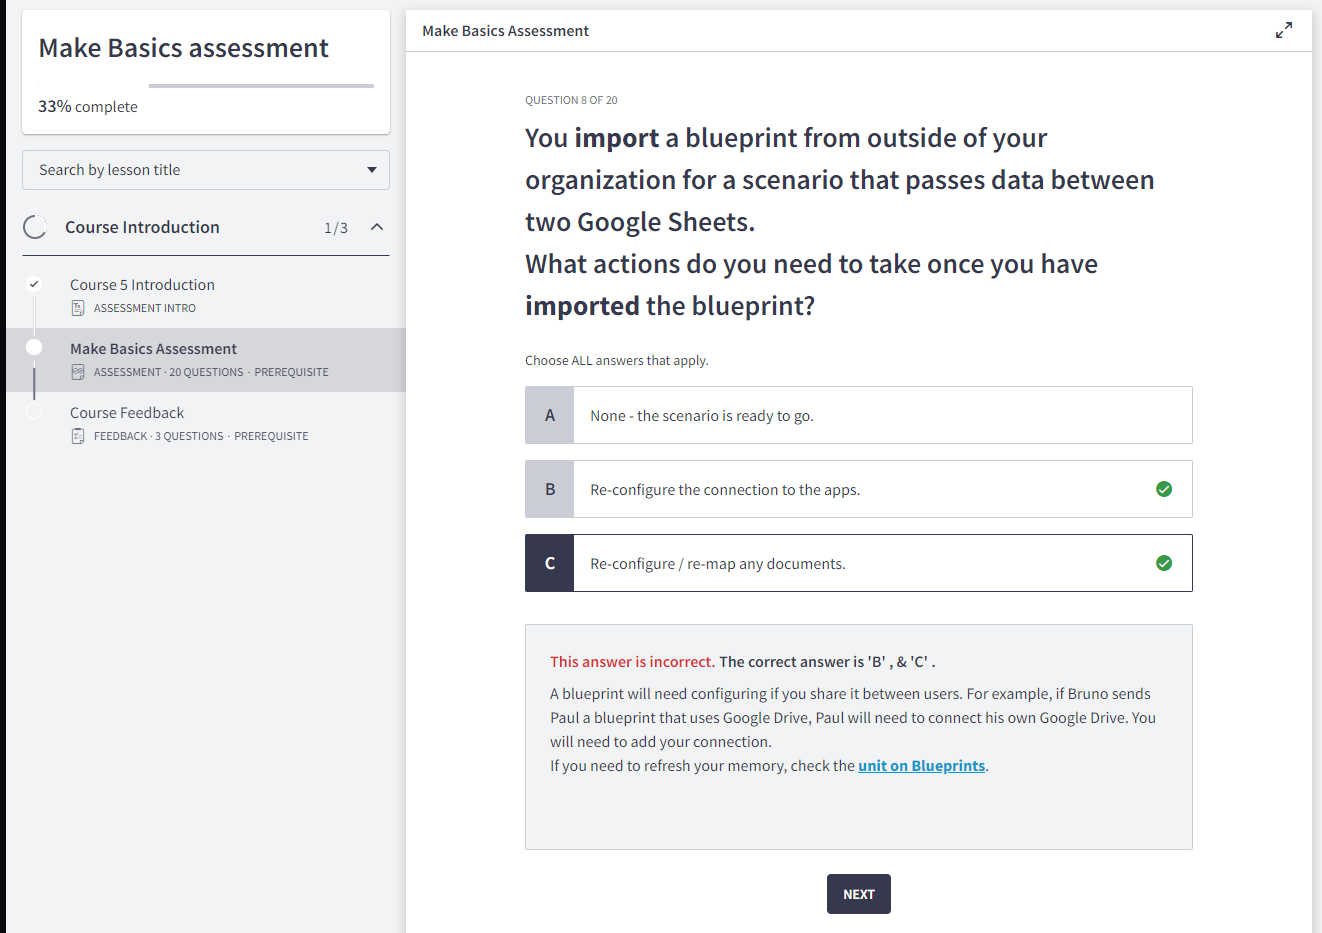 Make Basics assessment
33% complete
Search by lesson title
Course Introduction 1/3
Course 5 Introduction
ASSESSMENT INTRO
Make Basics Assessment
ASSESSMENT · 20 QUESTIONS · PREREQUISITE
Course Feedback
FEEDBACK · 3 QUESTIONS · PREREQUISITE
Make Basics Assessment
QUESTION 8 OF 20
You import a blueprint from outside of your
organization for a scenario that passes data between
two Google Sheets.
What actions do you need to take once you have
imported the blueprint?
Choose ALL answers that apply.
A None - the scenario is ready to go.
B Re-configure the connection to the apps.
C Re-configure / re-map any documents.
This answer is incorrect. The correct answer is 'B' , & 'C' .
A blueprint will need configuring if you share it between users. For example, if Bruno sends
Paul a blueprint that uses Google Drive, Paul will need to connect his own Google Drive. You
will need to add your connection.
If you need to refresh your memory, check the unit on Blueprints.
NEXT